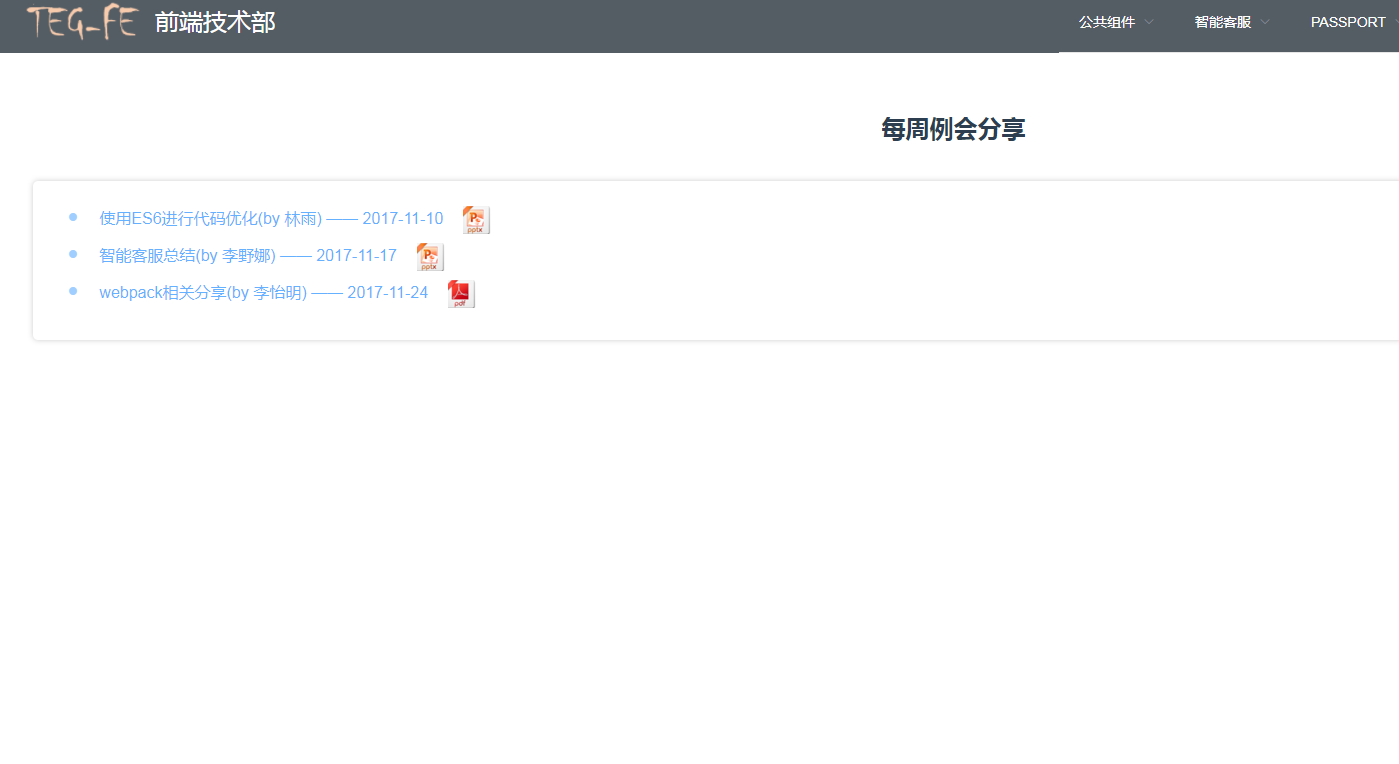 TEG-FE 前端技术部 公共组件 智能客服 PASSPORT
每周例会分享
使用ES6进行代码优化(by 林雨) —— 2017-11-10 pptx
智能客服总结(by 李野娜) —— 2017-11-17 pptx
webpack相关分享(by 李怡明) —— 2017-11-24 pdf